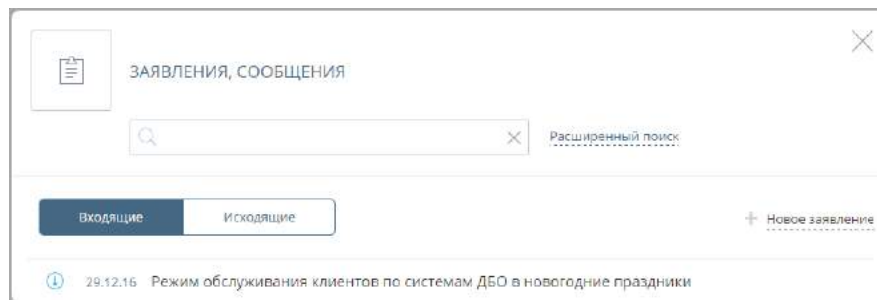 ЗАЯВЛЕНИЯ, СООБЩЕНИЯ
Расширенный поиск
Входящие Исходящие + Новое заявление
29.12.16 Режим обслуживания клиентов по системам ДБО в новогодние праздники